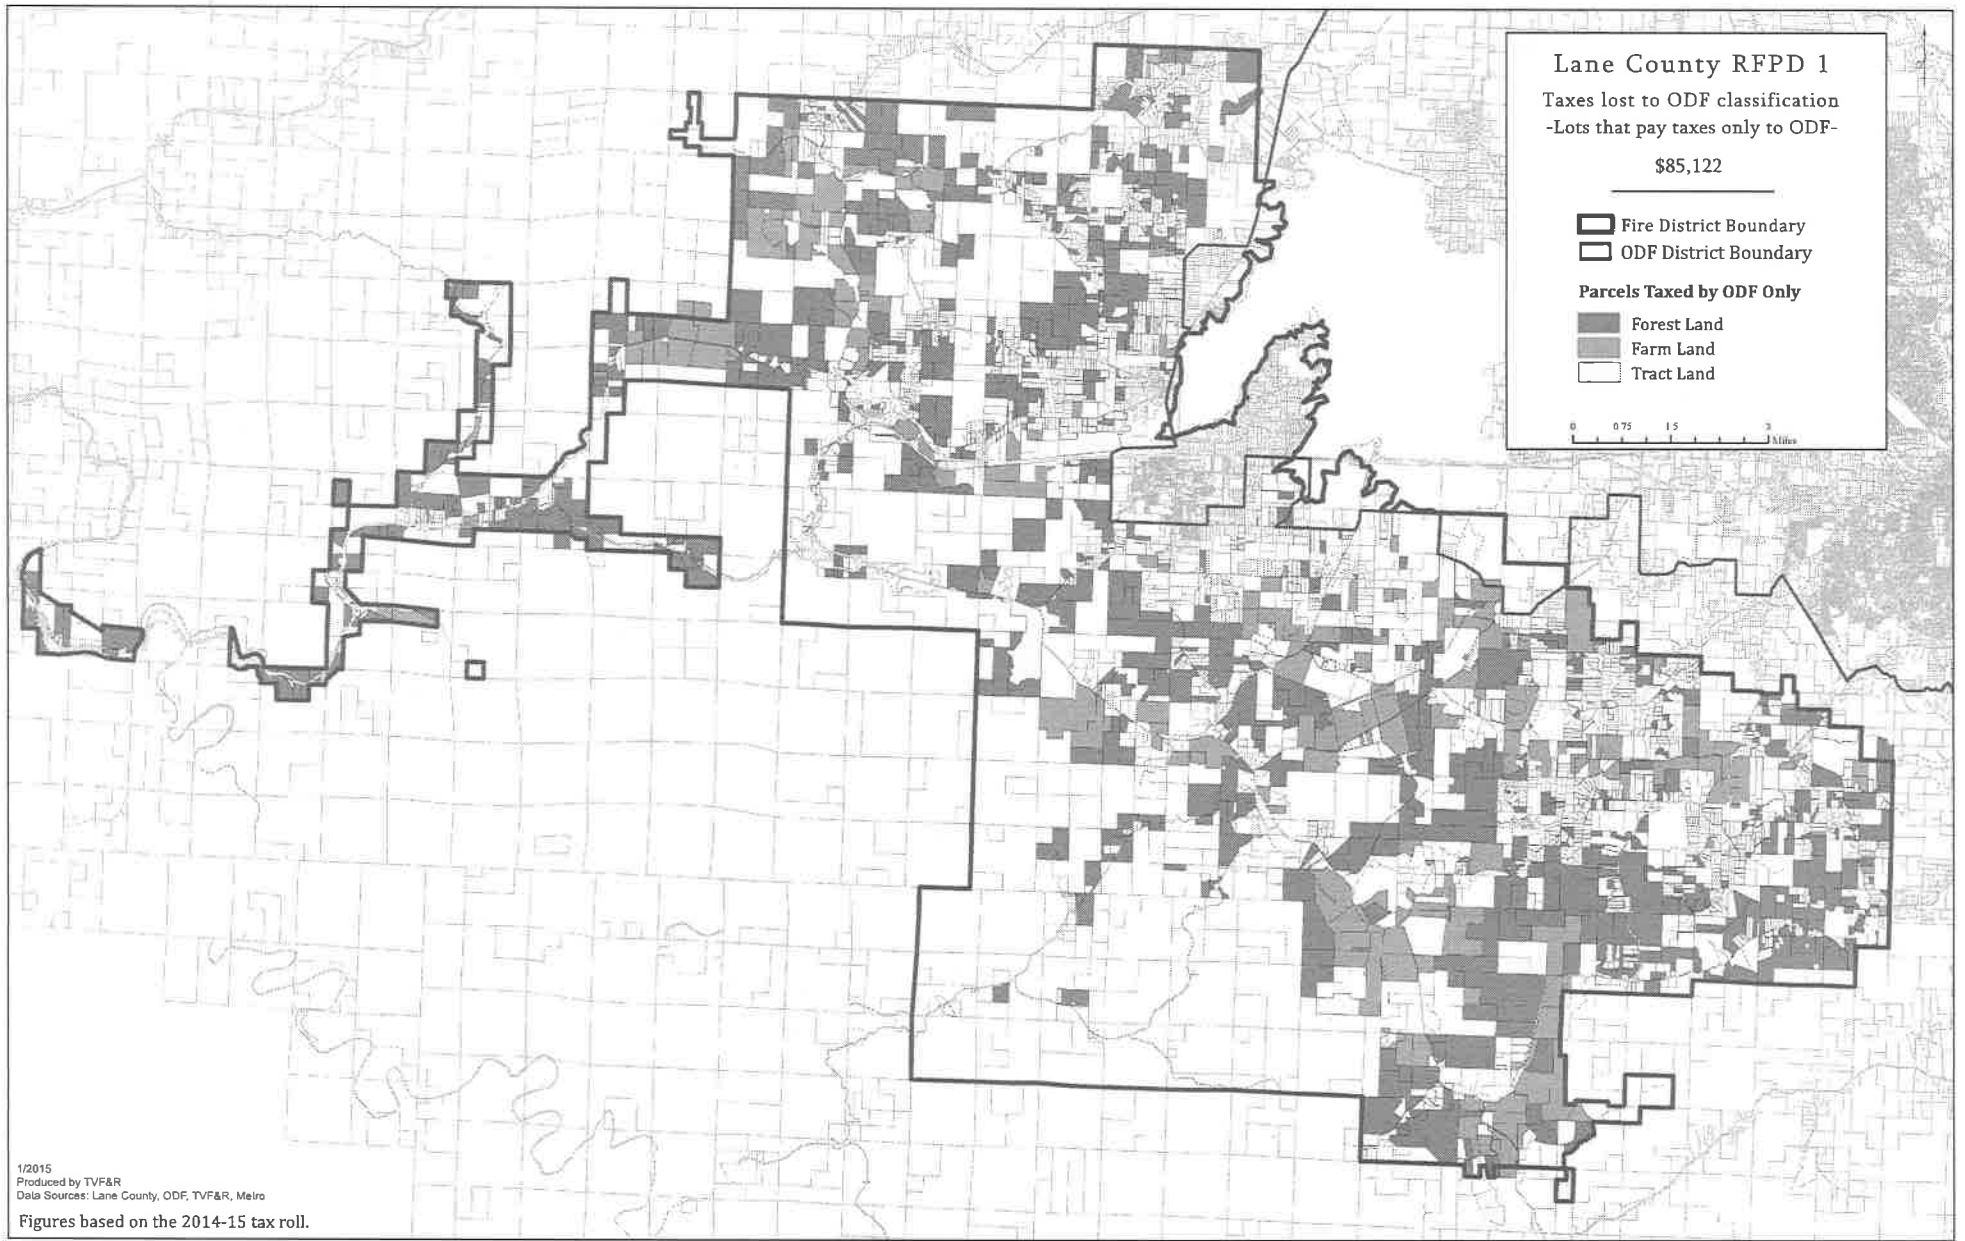 Lane County RFPD 1
Taxes lost to ODF classification
-Lots that pay taxes only to ODF-
$85,122
Fire District Boundary
ODF District Boundary
Parcels Taxed by ODF Only
Forest Land
Farm Land
Tract Land
0 0.75 1.5 3
Miles
1/2015
Produced by TVF&R
Data Sources: Lane County, ODF, TVF&R, Metro
Figures based on the 2014-15 tax roll.